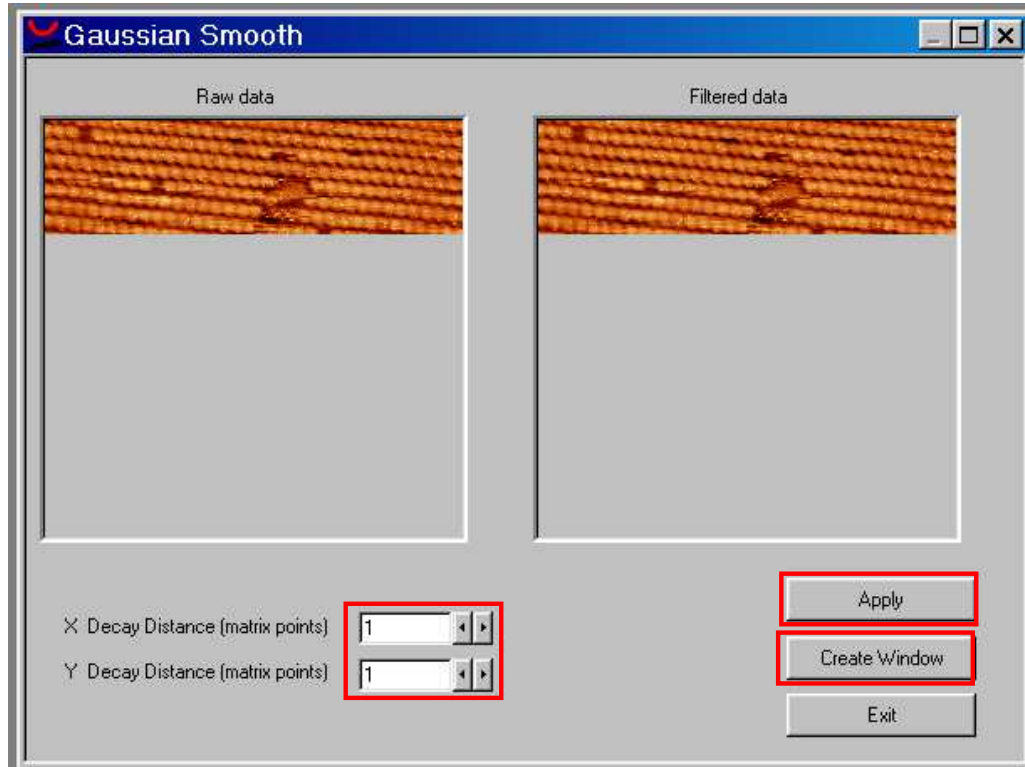 Gaussian Smooth
Raw data
Filtered data
X Decay Distance (matrix points) 1
Y Decay Distance (matrix points) 1
Apply
Create Window
Exit